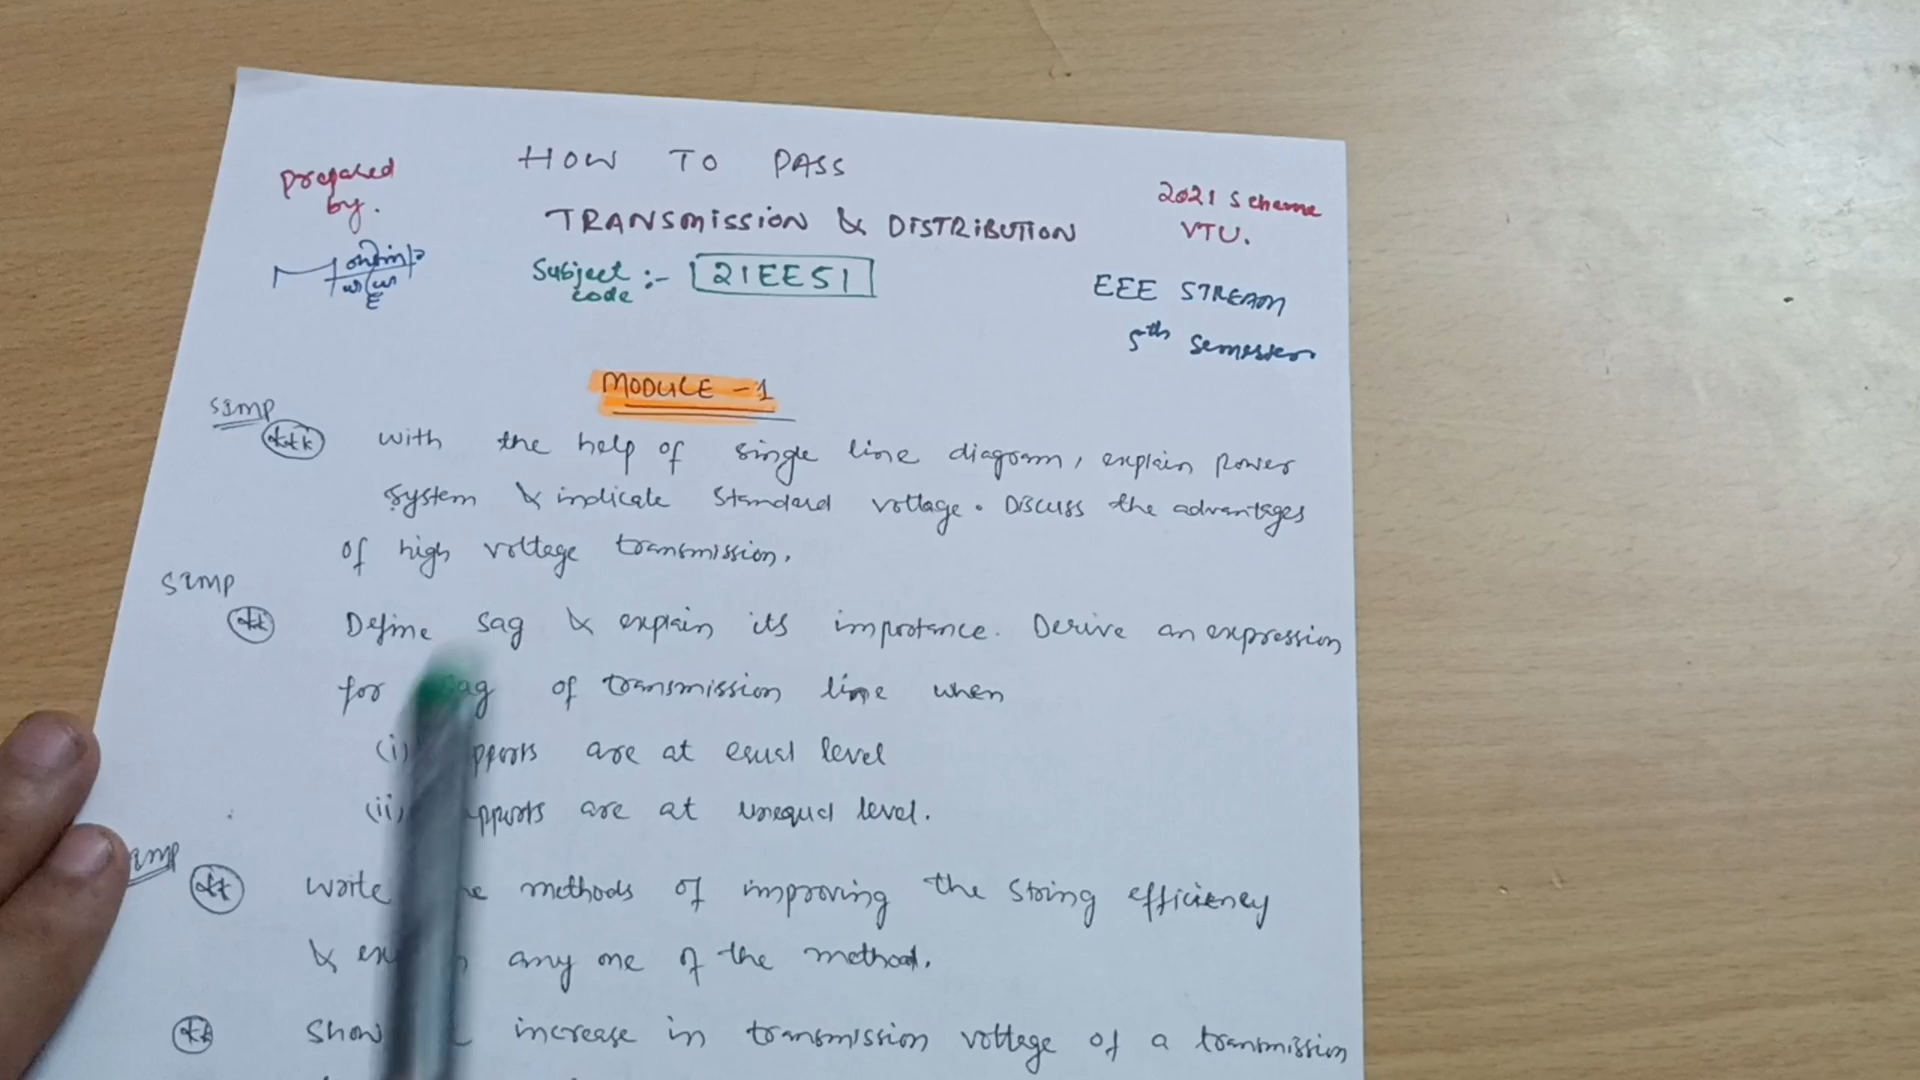 HOW TO PASS
prepared
by.
TRANSMISSION & DISTRIBUTION
2021 Scheme
VTU.
Subject
code :- 21EE51
EEE STREAM
5th semester
MODULE -1
SIMP
With the help of single line diagram, explain power
system & indicate standard voltage. Discuss the advantages
of high voltage transmission.
SIMP
Define sag & explain its importance. Derive an expression
for sag of transmission line when
(i) are at equal level
(ii) are at unequal level.
Write methods of improving the string efficiency
& any one of the method.
Show increase in transmission voltage of a transmission